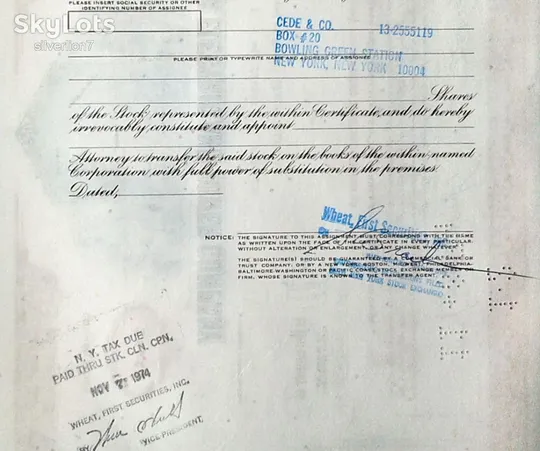 PLEASE INSERT SOCIAL SECURITY OR OTHER
IDENTIFYING NUMBER OF ASSIGNEE
SkyLots
silverlion7
CEDE & CO. 13-2555119
BOX #20
BOWLING GREEN STATION
PLEASE PRINT OR TYPEWRITE NAME AND ADDRESS OF ASSIGNEE
NEW YORK, NEW YORK 10004
Shares
of the Stock represented by the within Certificate, and do hereby
irrevocably constitute and appoint
Attorney to transfer the said stock on the books of the within-named
Corporation with full power of substitution in the premises.
Dated,
Wheat, First Securities
NOTICE: THE SIGNATURE TO THIS ASSIGNMENT MUST CORRESPOND WITH THE NAME
AS WRITTEN UPON THE FACE OF THE CERTIFICATE IN EVERY PARTICULAR,
WITHOUT ALTERATION OR ENLARGEMENT, OR ANY CHANGE WHATEVER.
THE SIGNATURE(S) SHOULD BE GUARANTEED BY A COMMERCIAL BANK OR
TRUST COMPANY; OR BY A NEW YORK, BOSTON, MIDWEST, PHILADELPHIA-
BALTIMORE-WASHINGTON OR PACIFIC COAST STOCK EXCHANGE MEMBER OR
FIRM, WHOSE SIGNATURE IS KNOWN TO THE TRANSFER AGENT.
YORK STOCK EXCHANGE
N. Y. TAX DUE
PAID THRU STK. CLN. CPN.
NOV 1974
WHEAT, FIRST SECURITIES, INC.
BY
VICE PRESIDENT